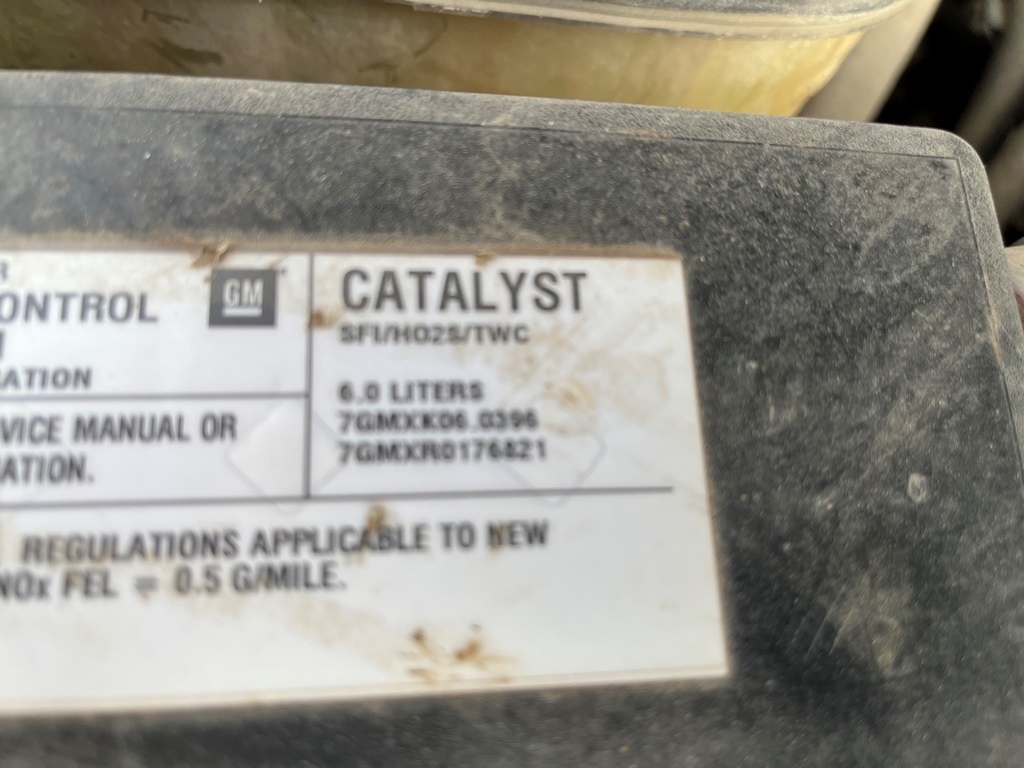 R
ONTROL
GM
ATION
VICE MANUAL OR
ATION.
CATALYST
SFI/HO2S/TWC
6.0 LITERS
7GMXK06.0396
7GMXR0176821
REGULATIONS APPLICABLE TO NEW
NOx FEL = 0.5 G/MILE.